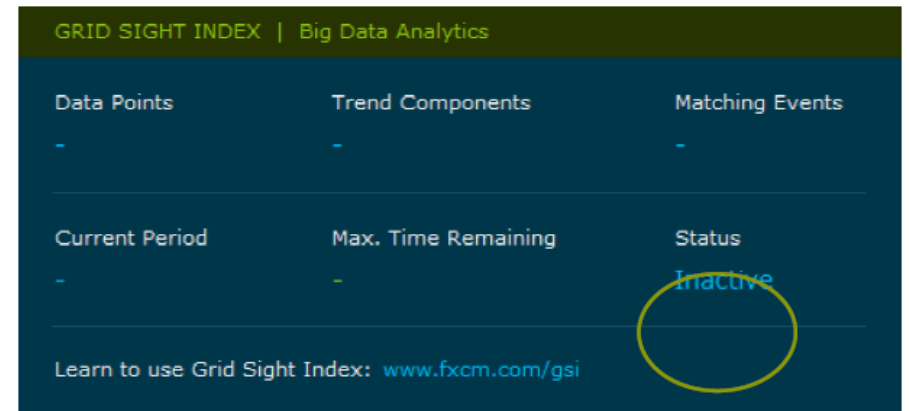 GRID SIGHT INDEX | Big Data Analytics
Data Points Trend Components Matching Events
- - -
Current Period Max. Time Remaining Status
- - Inactive
Learn to use Grid Sight Index: www.fxcm.com/gsi